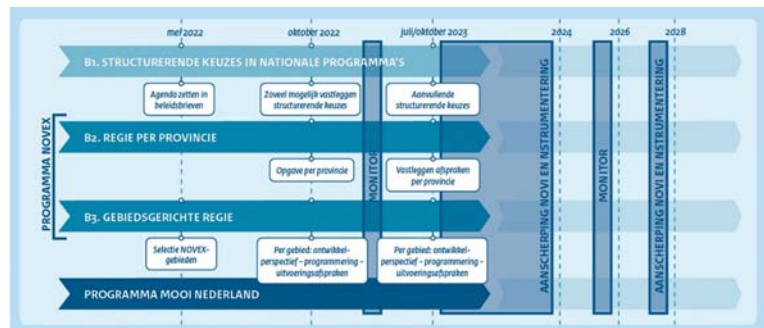 mei 2022
oktober 2022
juli/oktober 2023
2024
2026
2028
B1. STRUCTURERENDE KEUZES IN NATIONALE PROGRAMMA'S
Agenda zetten in
beleidsbrieven
Zoveel mogelijk vastleggen
structurerende keuzes
Aanvullende
structurerende keuzes
PROGRAMMA NOVEX
B2. REGIE PER PROVINCIE
Opgave per provincie
Vastleggen afspraken
per provincie
B3. GEBIEDSGERICHTE REGIE
Selectie NOVEX-
gebieden
Per gebied: ontwikkel-
perspectief – programmering –
uitvoeringsafspraken
Per gebied: ontwikkel-
perspectief – programmering –
uitvoeringsafspraken
PROGRAMMA MOOI NEDERLAND
MONITOR
AANSCHERPING NOVI EN NSTRUMENTERING
MONITOR
AANSCHERPING NOVI EN NSTRUMENTERING